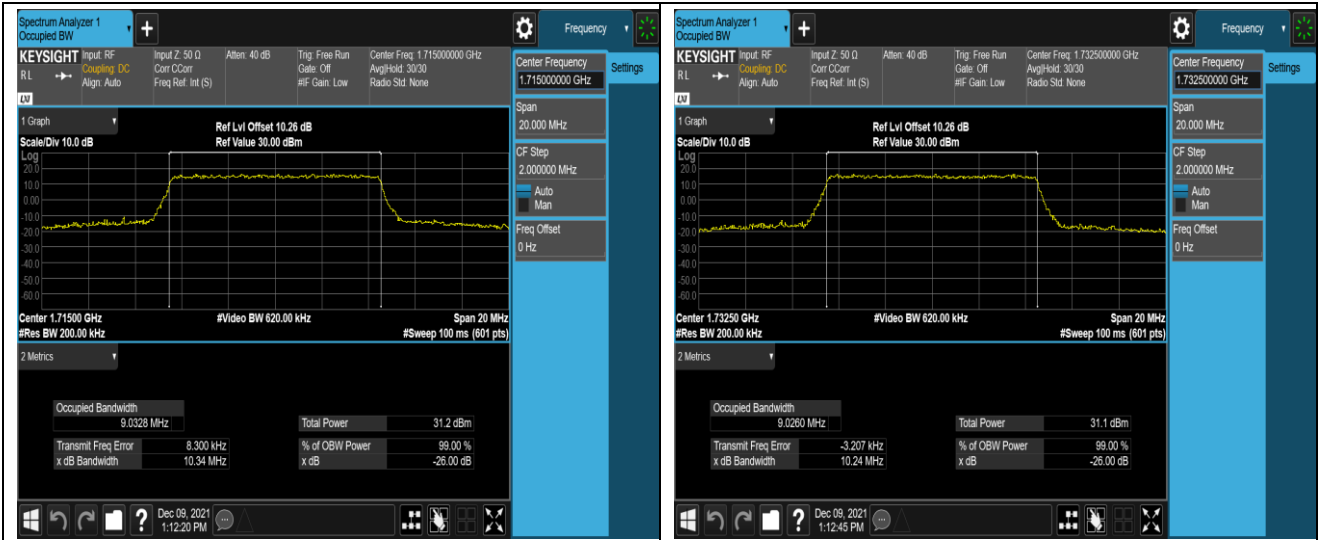 Spectrum Analyzer 1
Occupied BW
+
Frequency
KEYSIGHT Input: RF Input Z: 50 Ω Atten: 40 dB Trig: Free Run Center Freq: 1.715000000 GHz
RL Coupling: DC Corr CCorr Gate: Off Avg|Hold: 30/30
Align: Auto Freq Ref: Int (S) #IF Gain: Low Radio Std: None
LXI
Center Frequency
1.715000000 GHz
Settings
Span
20.000 MHz
CF Step
2.000000 MHz
Auto
Man
Freq Offset
0 Hz
1 Graph
Ref Lvl Offset 10.26 dB
Scale/Div 10.0 dB Ref Value 30.00 dBm
Log
20.0
10.0
0.00
-10.0
-20.0
-30.0
-40.0
-50.0
-60.0
Center 1.71500 GHz #Video BW 620.00 kHz Span 20 MHz
#Res BW 200.00 kHz #Sweep 100 ms (601 pts)
2 Metrics
Occupied Bandwidth
9.0328 MHz Total Power 31.2 dBm
Transmit Freq Error 8.300 kHz % of OBW Power 99.00 %
x dB Bandwidth 10.34 MHz x dB -26.00 dB
? Dec 09, 2021
1:12:20 PM
Spectrum Analyzer 1
Occupied BW
+
Frequency
KEYSIGHT Input: RF Input Z: 50 Ω Atten: 40 dB Trig: Free Run Center Freq: 1.732500000 GHz
RL Coupling: DC Corr CCorr Gate: Off Avg|Hold: 30/30
Align: Auto Freq Ref: Int (S) #IF Gain: Low Radio Std: None
LXI
Center Frequency
1.732500000 GHz
Settings
Span
20.000 MHz
CF Step
2.000000 MHz
Auto
Man
Freq Offset
0 Hz
1 Graph
Ref Lvl Offset 10.26 dB
Scale/Div 10.0 dB Ref Value 30.00 dBm
Log
20.0
10.0
0.00
-10.0
-20.0
-30.0
-40.0
-50.0
-60.0
Center 1.73250 GHz #Video BW 620.00 kHz Span 20 MHz
#Res BW 200.00 kHz #Sweep 100 ms (601 pts)
2 Metrics
Occupied Bandwidth
9.0260 MHz Total Power 31.1 dBm
Transmit Freq Error -3.207 kHz % of OBW Power 99.00 %
x dB Bandwidth 10.24 MHz x dB -26.00 dB
? Dec 09, 2021
1:12:45 PM